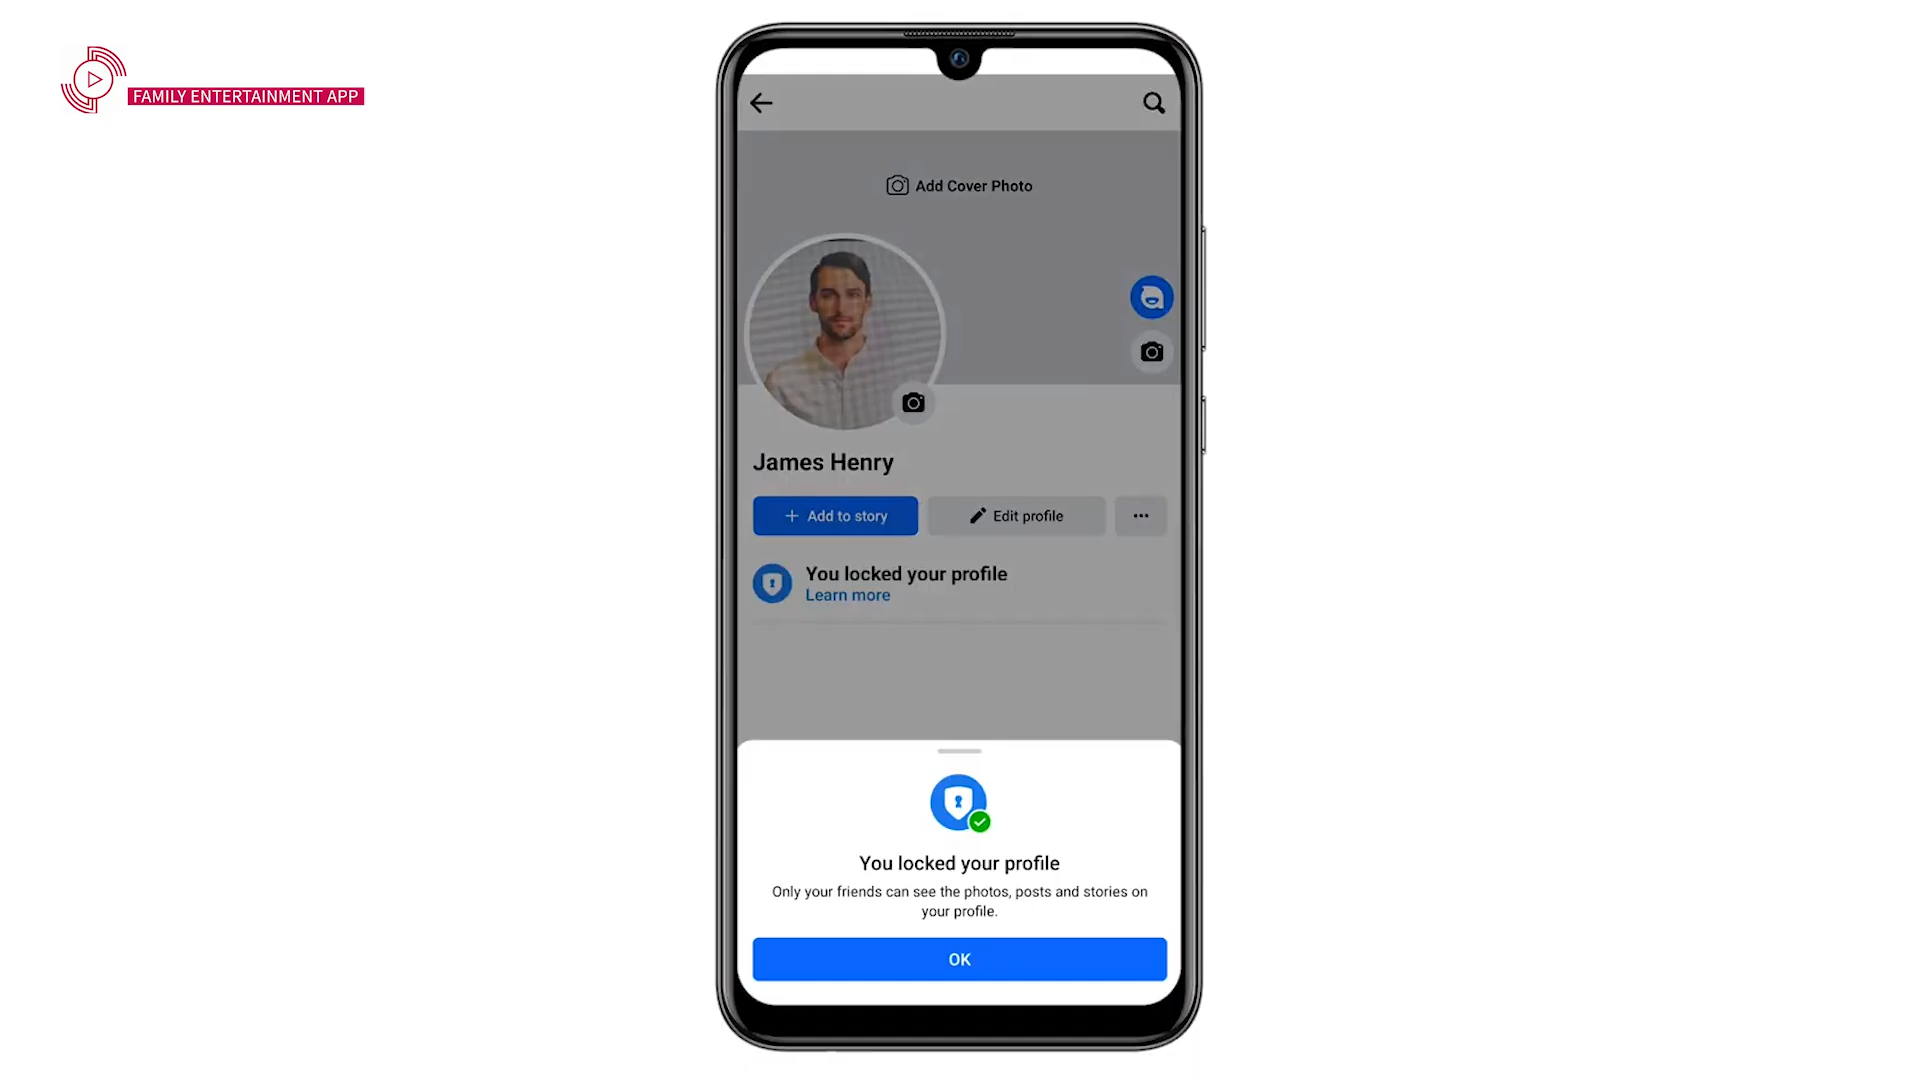 FAMILY ENTERTAINMENT APP
Add Cover Photo
James Henry
Add to story
Edit profile
You locked your profile
Learn more
You locked your profile
Only your friends can see the photos, posts and stories on
your profile.
OK